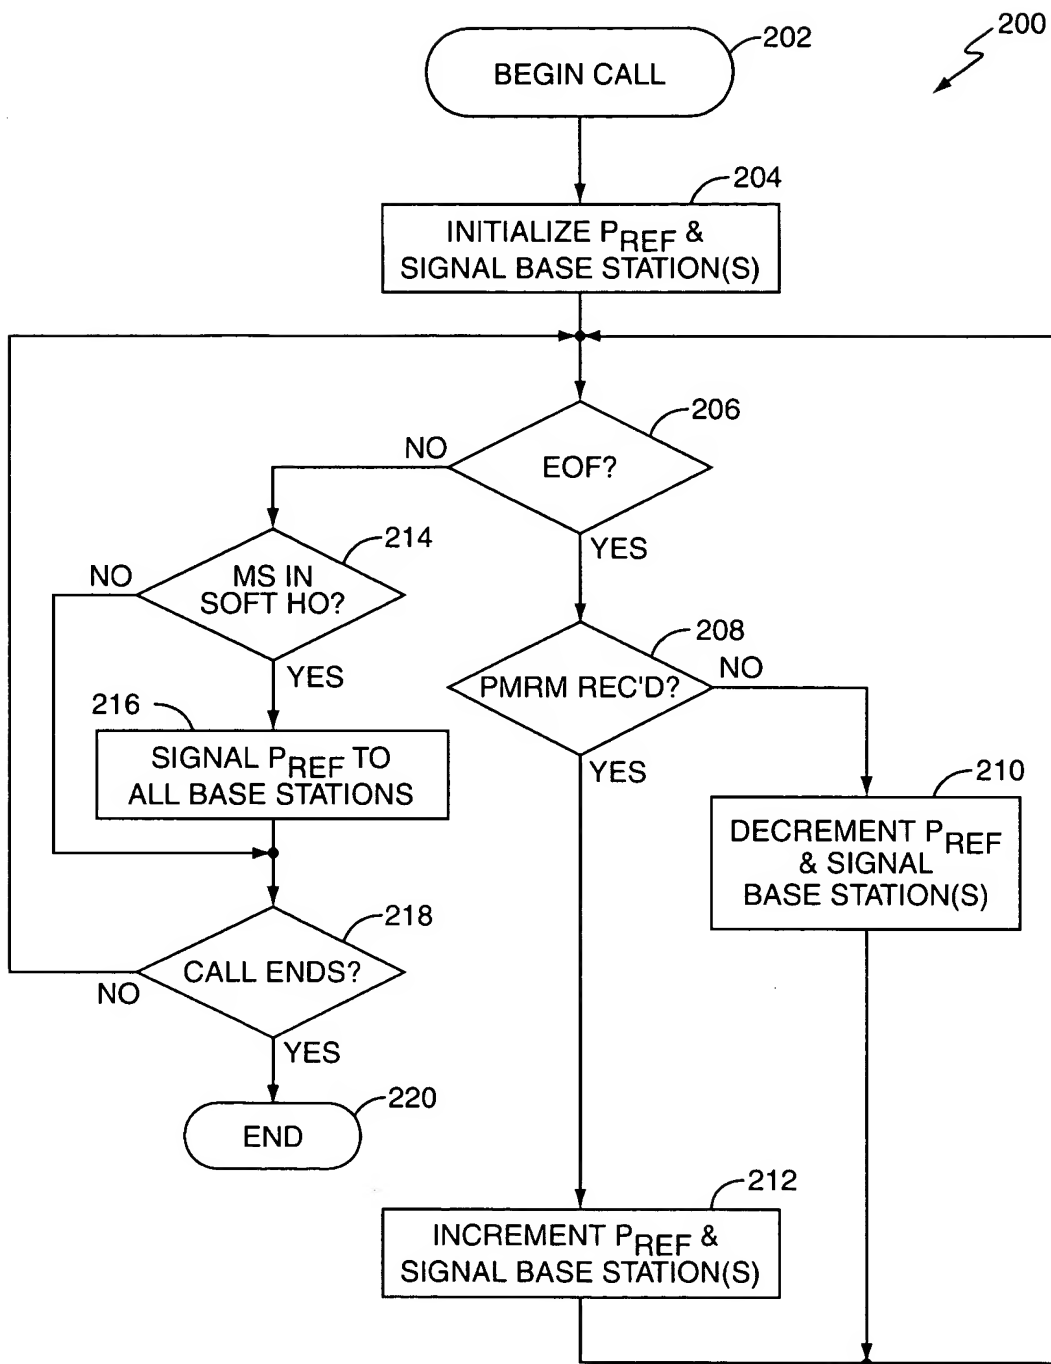 200
202
BEGIN CALL
204
INITIALIZE PREF &
SIGNAL BASE STATION(S)
206
NO
EOF?
YES
214
NO
MS IN
SOFT HO?
YES
208
NO
PMRM REC'D?
YES
216
SIGNAL PREF TO
ALL BASE STATIONS
210
DECREMENT PREF
& SIGNAL
BASE STATION(S)
218
CALL ENDS?
NO
YES
220
END
212
INCREMENT PREF &
SIGNAL BASE STATION(S)